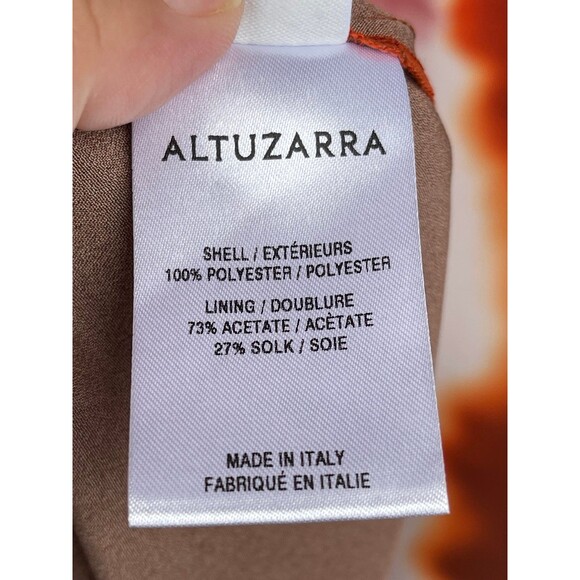 ALTUZARRA
SHELL / EXTÉRIEURS
100% POLYESTER / POLYESTER
LINING / DOUBLURE
73% ACETATE / ACÈTATE
27% SOLK / SOIE
MADE IN ITALY
FABRIQUÉ EN ITALIE